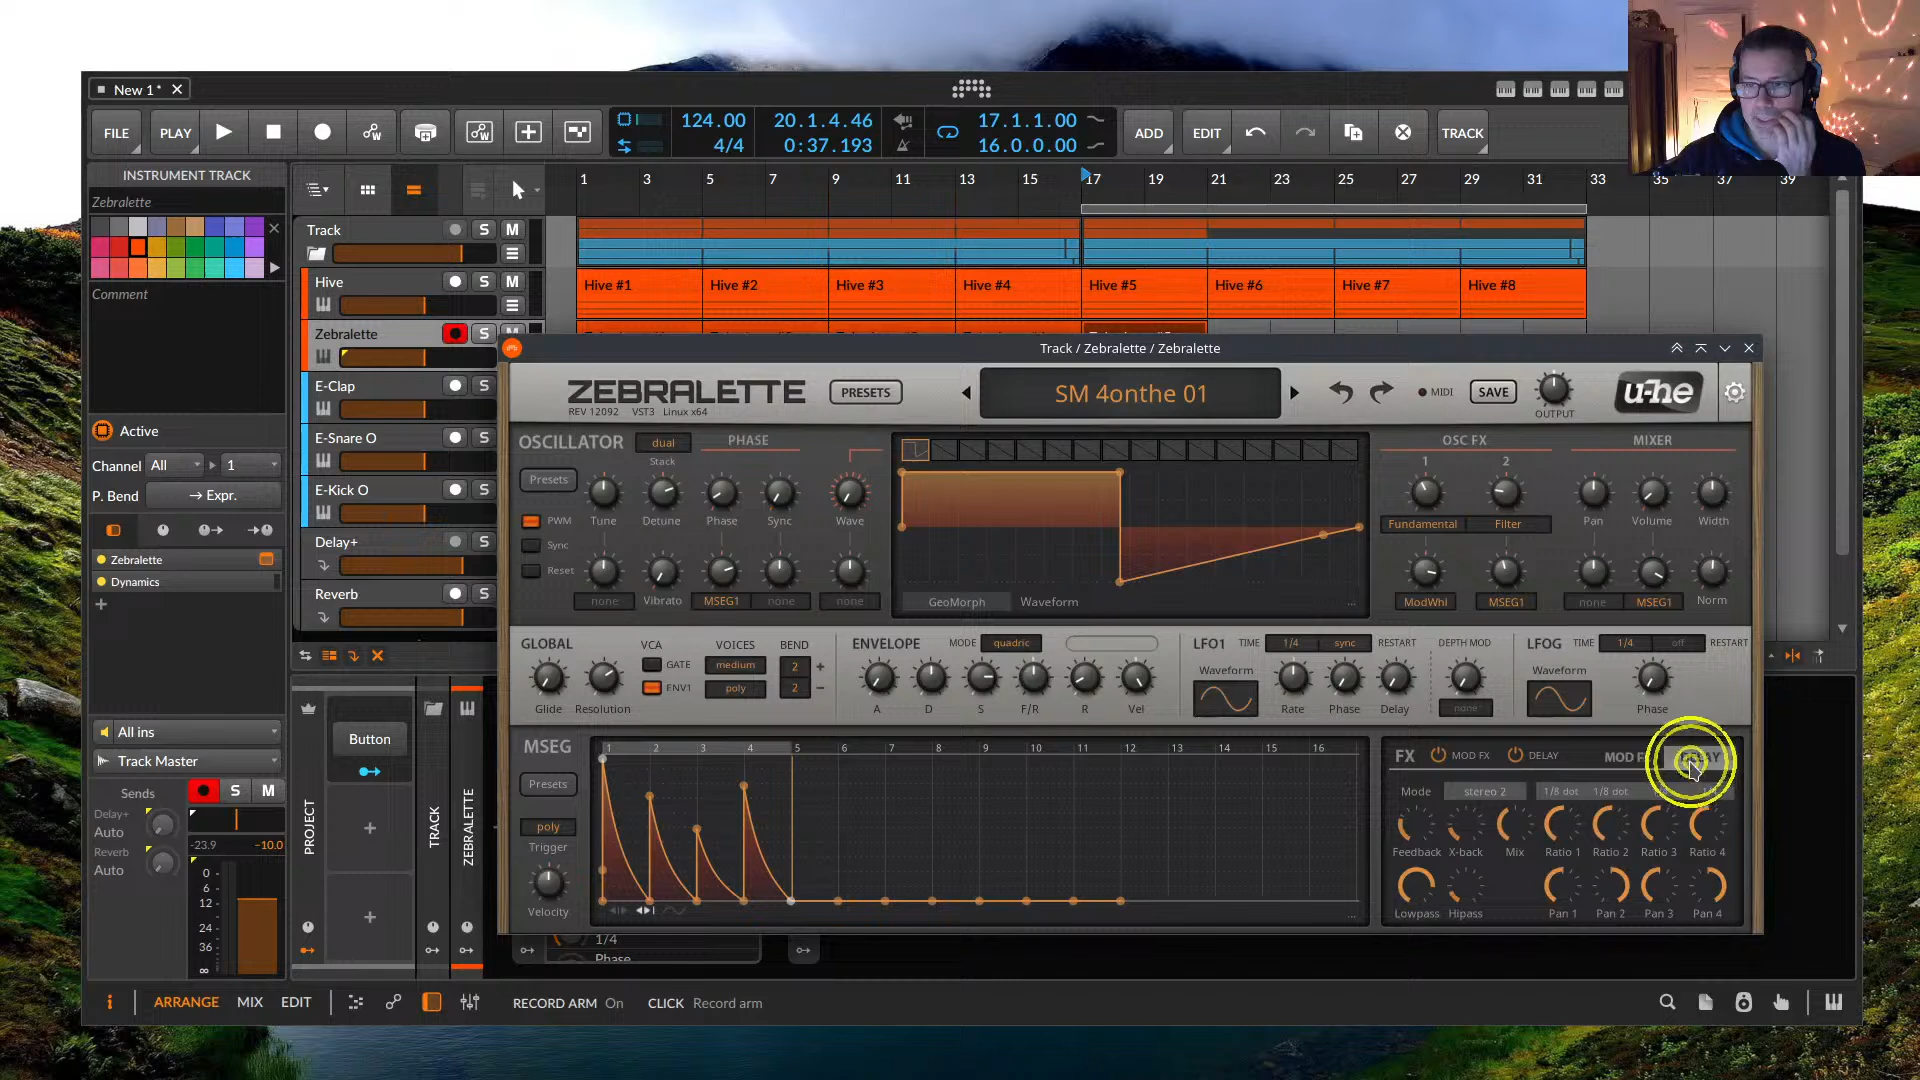 New 1*
FILE
PLAY
124.00
4/4
20.1.4.46
0:37.193
17.1.1.00
16.0.0.00
ADD
EDIT
TRACK
INSTRUMENT TRACK
Zebralette
Comment
1 3 5 7 9 11 13 15 17 19 21 23 25 27 29 31 33 35 37 39
Track S M
Hive S M
Hive #1 Hive #2 Hive #3 Hive #4 Hive #5 Hive #6 Hive #7 Hive #8
Zebralette S M
E-Clap S
E-Snare O S
E-Kick O S
Delay+ S
Reverb S
Active
Channel All 1
P. Bend → Expr.
Zebralette
Dynamics
All ins
Track Master
S M
Sends
Delay+
Auto
Reverb
Auto
-23.9 -10.0
0
6
12
24
36
∞
Button
PROJECT
TRACK
ZEBRALETTE
Track / Zebralette / Zebralette
ZEBRALETTE
REV 12092 VST3 Linux x64
PRESETS
SM 4onthe 01
MIDI
SAVE
OUTPUT
u-he
OSCILLATOR
dual
Stack
PHASE
Presets
Tune Detune Phase Sync Wave
PWM
Sync
Reset
none Vibrato MSEG1 none none
GeoMorph Waveform ...
OSC FX
1 2
Fundamental Filter
ModWhl MSEG1
MIXER
Pan Volume Width
none MSEG1 Norm
GLOBAL
Glide Resolution
VCA
GATE
ENV1
VOICES
medium
poly
BEND
2 +
2 −
ENVELOPE
MODE quadric
A D S F/R R Vel
LFO1
TIME 1/4 sync RESTART
Waveform
Rate Phase Delay
DEPTH MOD
none
LFOG
TIME 1/4 off RESTART
Waveform
Phase
MSEG
Presets
poly
Trigger
Velocity
1 2 3 4 5 6 7 8 9 10 11 12 13 14 15 16
...
FX MOD FX DELAY
Mode stereo 2 1/8 dot 1/8 dot
Feedback X-back Mix Ratio 1 Ratio 2 Ratio 3 Ratio 4
Lowpass Hipass Pan 1 Pan 2 Pan 3 Pan 4
1/4
Phase
i
ARRANGE MIX EDIT
RECORD ARM On
CLICK Record arm